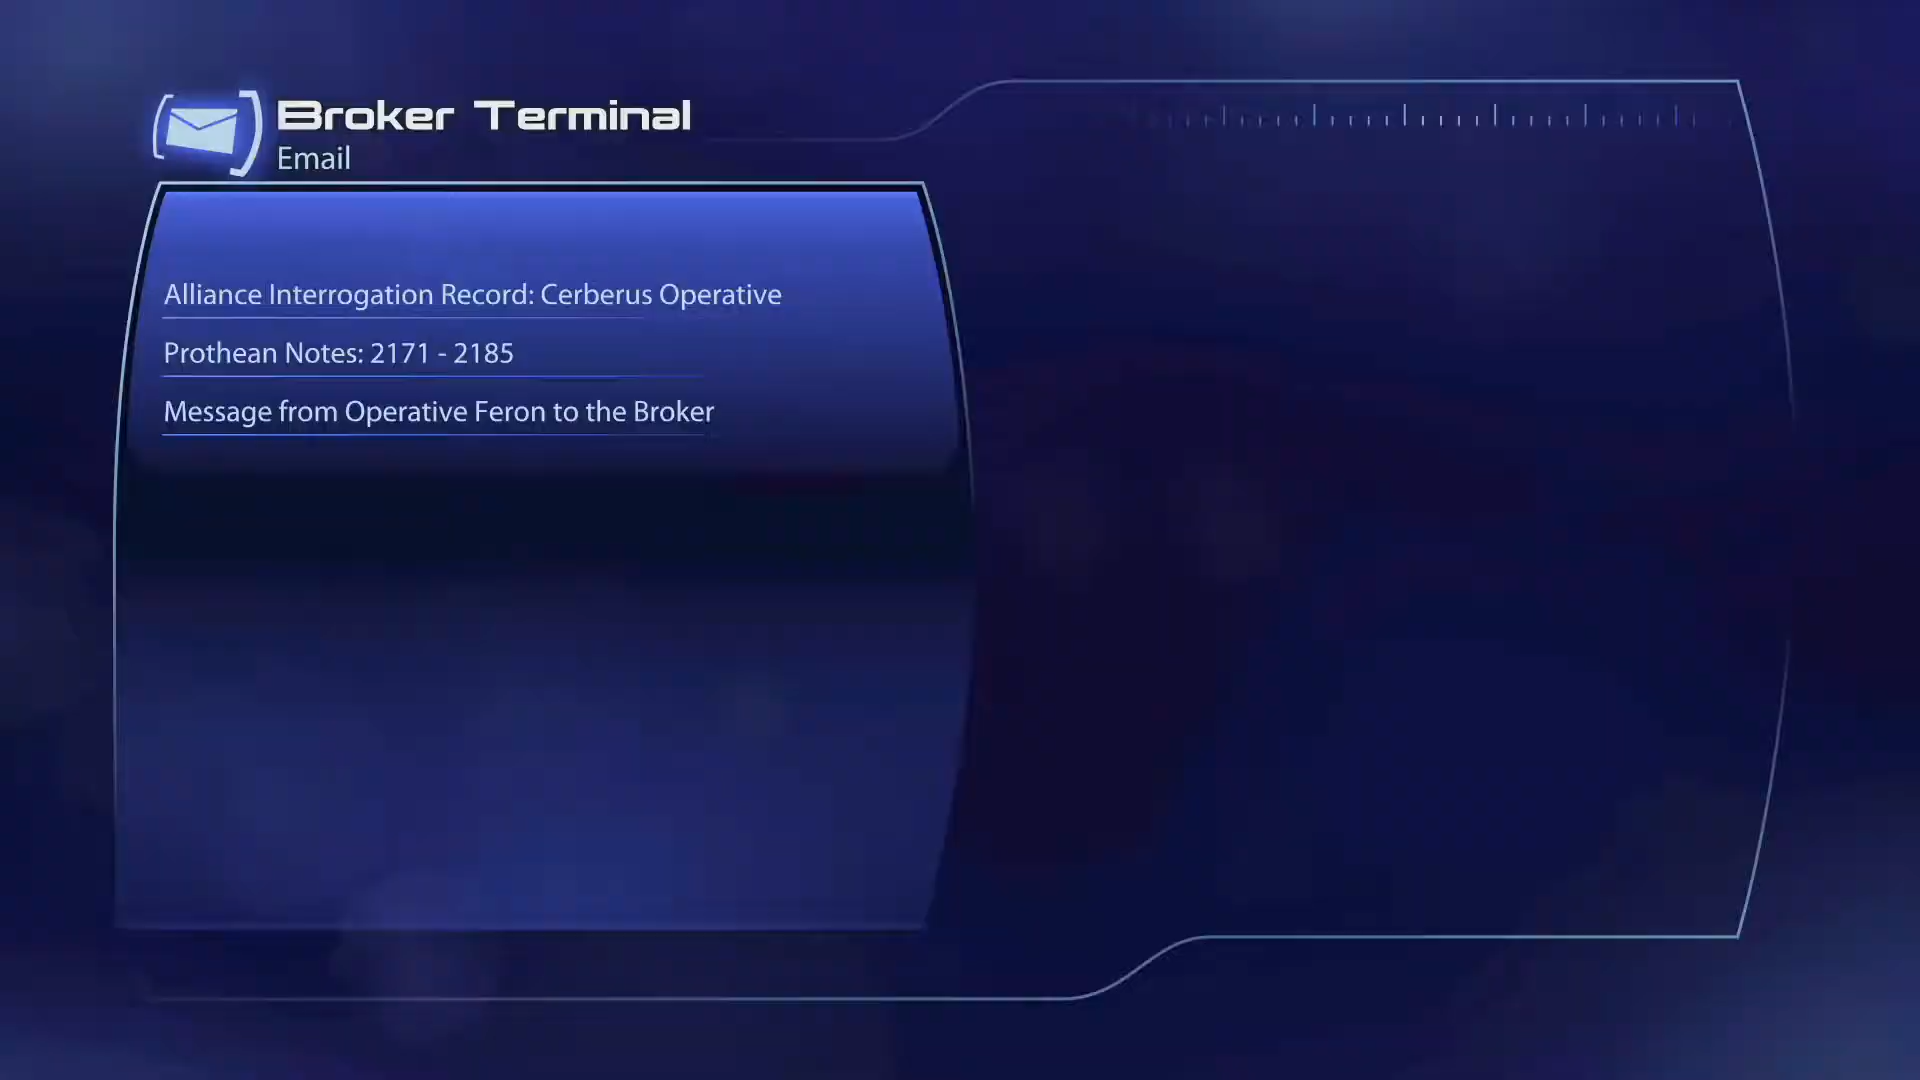 Broker Terminal
Email
Alliance Interrogation Record: Cerberus Operative
Prothean Notes: 2171 - 2185
Message from Operative Feron to the Broker